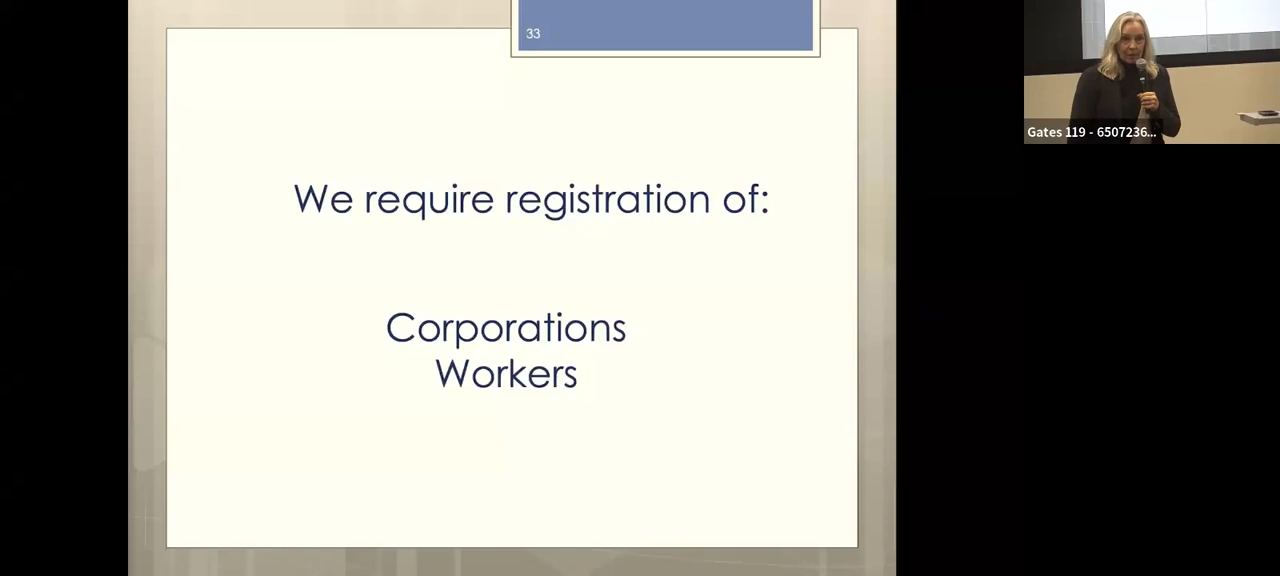 33
We require registration of:
Corporations
Workers
Gates 119 - 6507236...